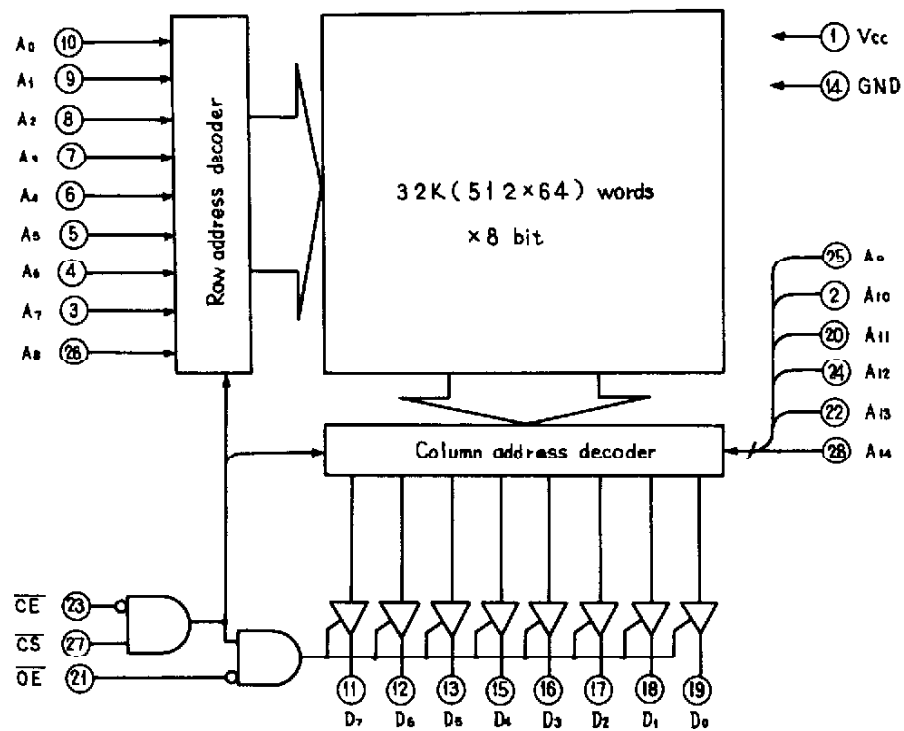 A0 10
A1 9
A2 8
A3 7
A4 6
A5 5
A6 4
A7 3
A8 26
Row address decoder
32K(512×64) words
×8 bit
1 Vcc
14 GND
25 A9
2 A10
20 A11
24 A12
22 A13
28 A14
Column address decoder
CE 23
CS 27
OE 21
11 12 13 15 16 17 18 19
D7 D6 D5 D4 D3 D2 D1 D0